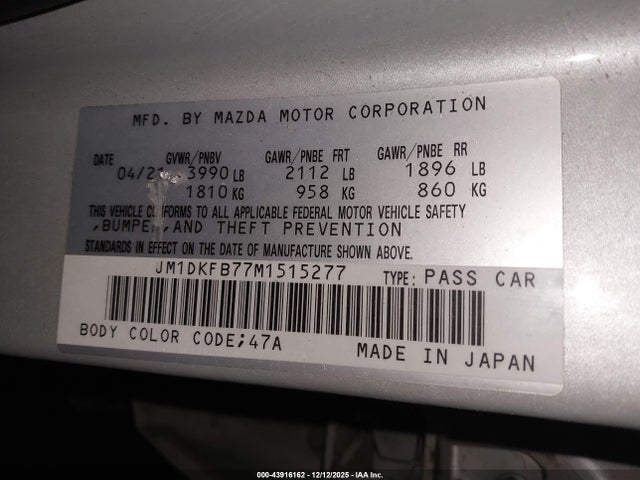 MFD. BY MAZDA MOTOR CORPORATION
DATE GVWR/PNBV GAWR/PNBE FRT GAWR/PNBE RR
04/21 3990 LB 2112 LB 1896 LB
1810 KG 958 KG 860 KG
THIS VEHICLE CONFORMS TO ALL APPLICABLE FEDERAL MOTOR VEHICLE SAFETY
,BUMPER,AND THEFT PREVENTION
STANDARDS IN EFFECT ON THE DATE OF MANUFACTURE SHOWN ABOVE.
JM1DKFB77M1515277 TYPE: PASS CAR
BODY COLOR CODE;47A MADE IN JAPAN
000-43916162 - 12/12/2025 - IAA Inc.